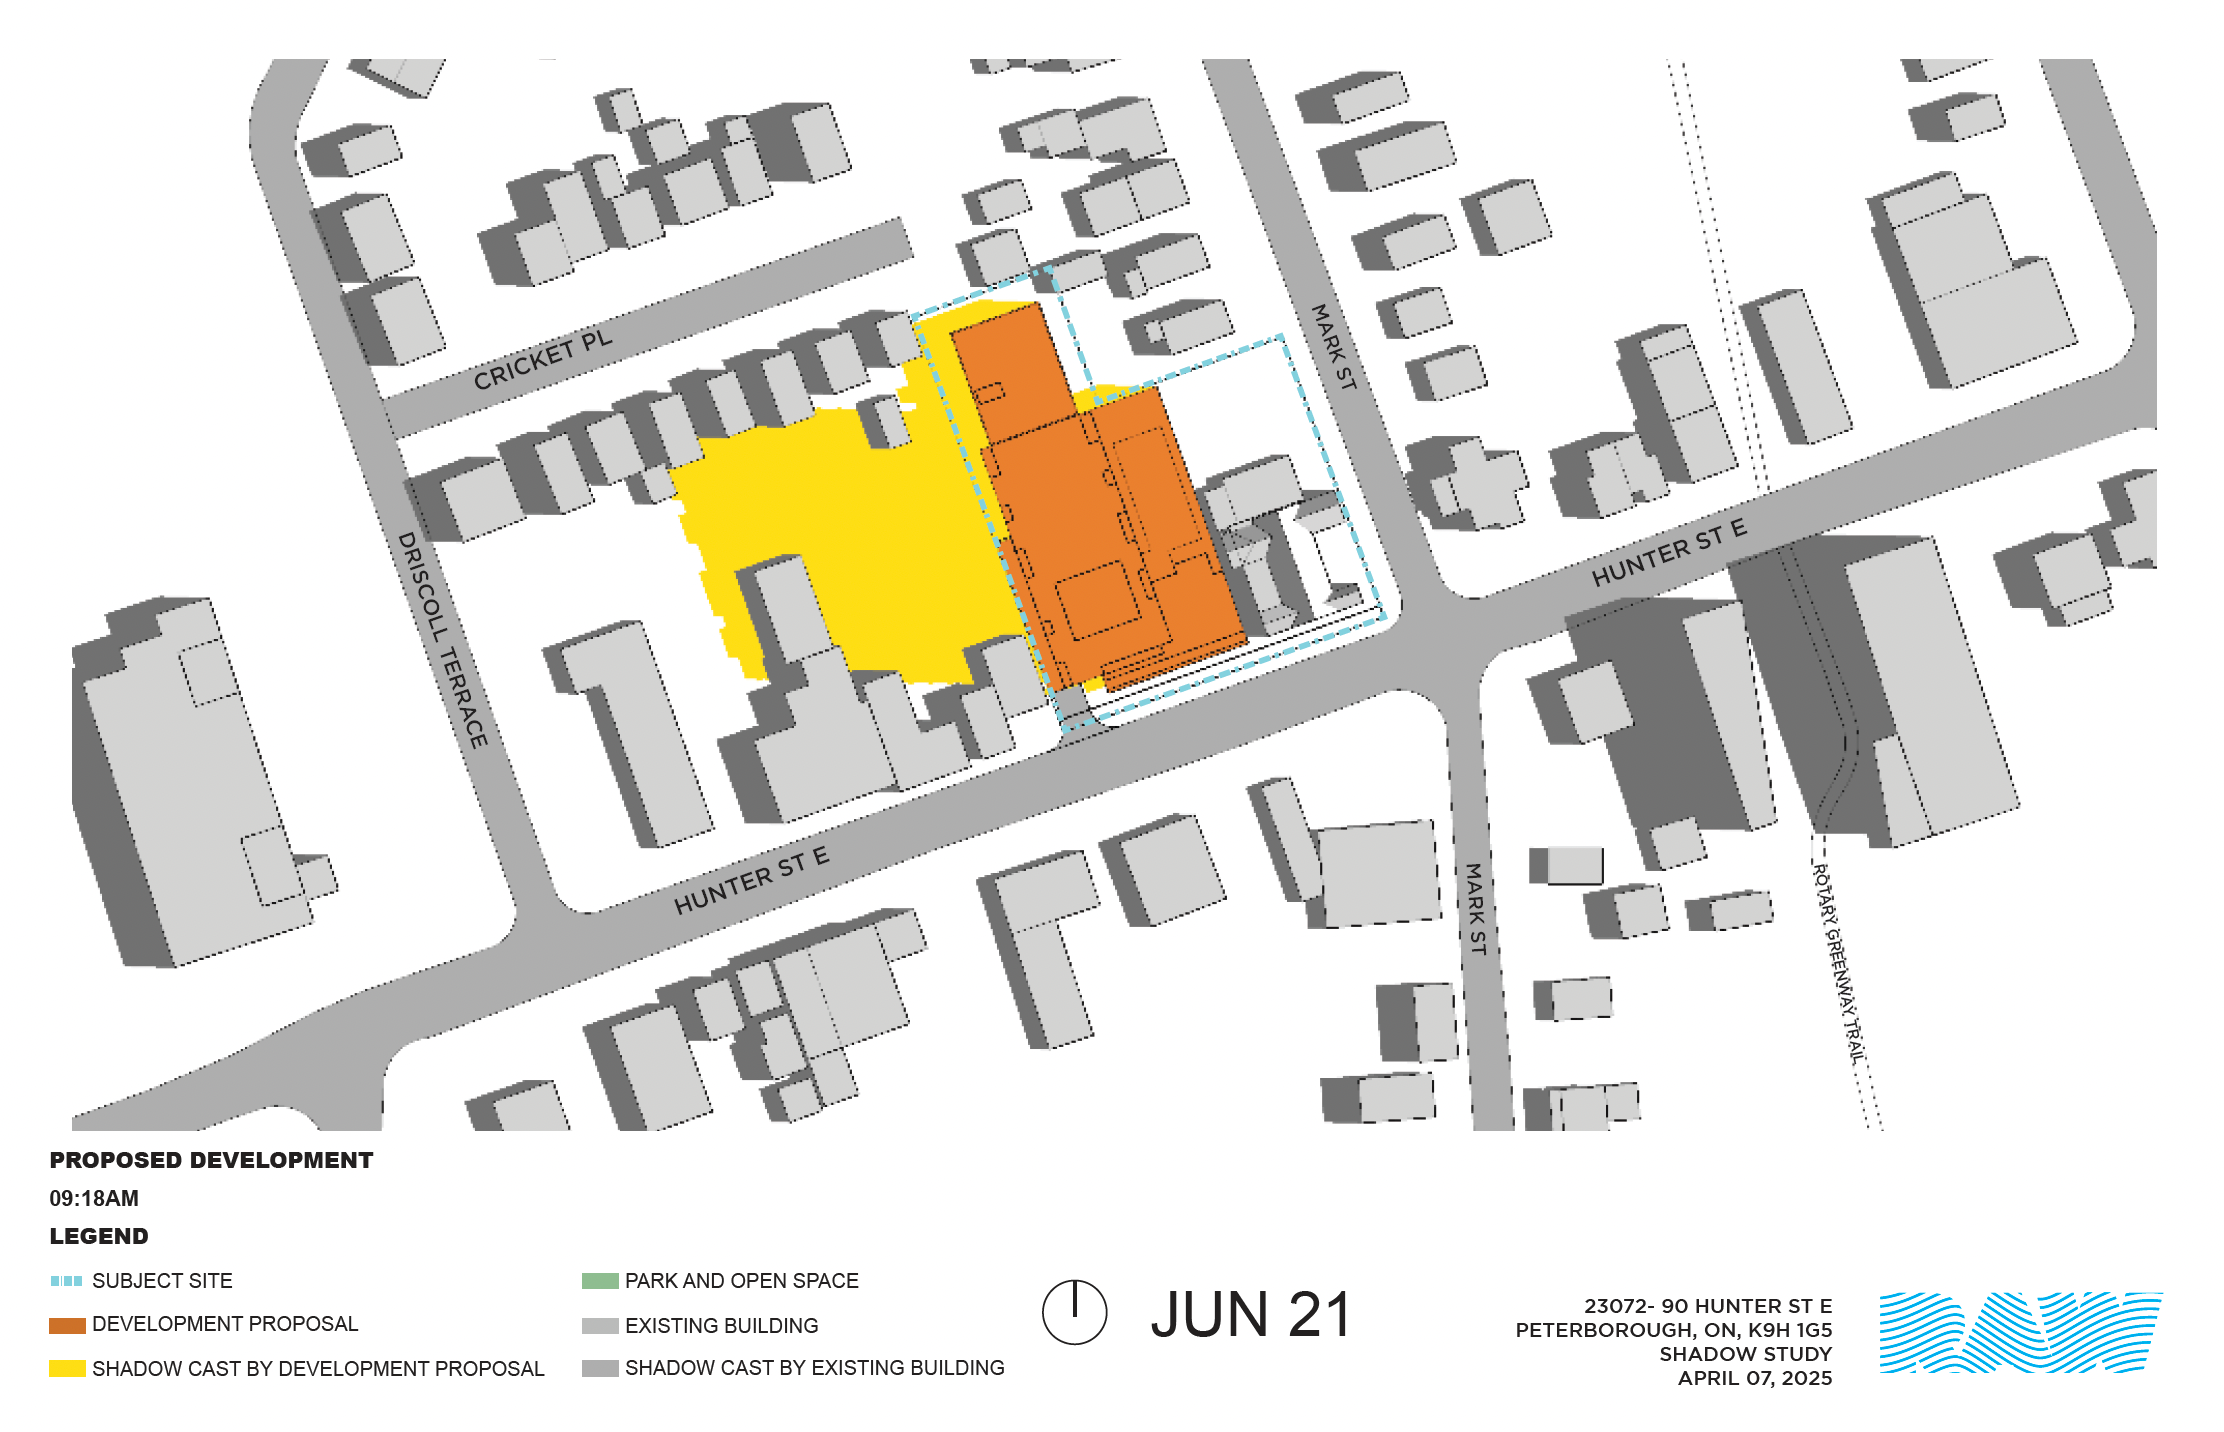 MARK ST
CRICKET PL
DRISCOLL TERRACE
HUNTER ST E
HUNTER ST E
MARK ST
ROTARY GREENWAY TRAIL
PROPOSED DEVELOPMENT
09:18AM
LEGEND
SUBJECT SITE
DEVELOPMENT PROPOSAL
SHADOW CAST BY DEVELOPMENT PROPOSAL
PARK AND OPEN SPACE
EXISTING BUILDING
SHADOW CAST BY EXISTING BUILDING
JUN 21
23072- 90 HUNTER ST E
PETERBOROUGH, ON, K9H 1G5
SHADOW STUDY
APRIL 07, 2025